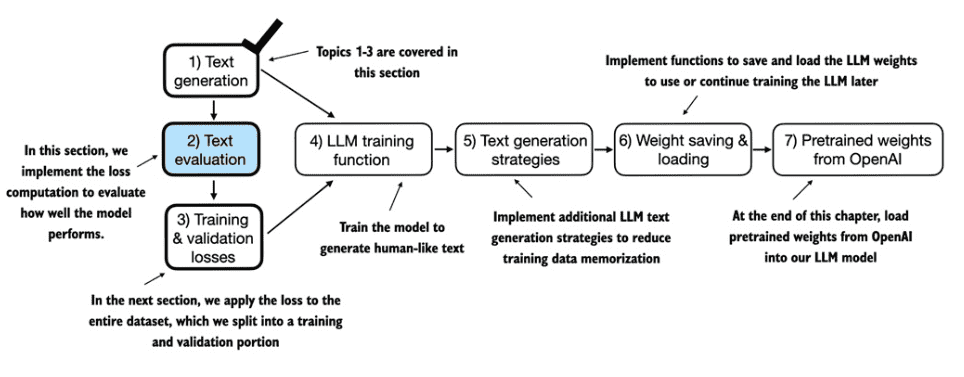 1) Text
generation
Topics 1-3 are covered in
this section
2) Text
evaluation
In this section, we
implement the loss
computation to evaluate
how well the model
performs.
3) Training
& validation
losses
In the next section, we apply the loss to the
entire dataset, which we split into a training
and validation portion
4) LLM training
function
Train the model to
generate human-like text
5) Text generation
strategies
Implement additional LLM text
generation strategies to reduce
training data memorization
Implement functions to save and load the LLM weights
to use or continue training the LLM later
6) Weight saving &
loading
7) Pretrained weights
from OpenAI
At the end of this chapter, load
pretrained weights from OpenAI
into our LLM model